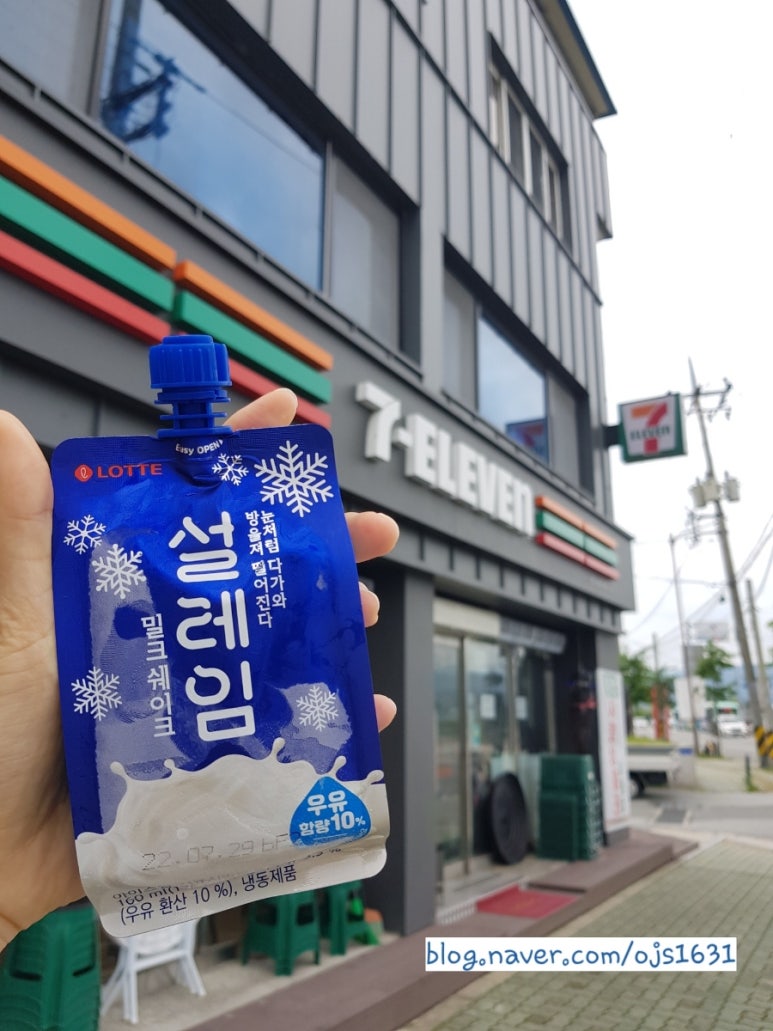 7-ELEVEN
7
ELEVEN
Easy OPEN
LOTTE
눈처럼 다가와
방울져 떨어진다
설레임
밀크쉐이크
우유
함량10%
22.07.29
160 ml
(우유 환산 10 %), 냉동제품
blog.naver.com/ojs1631